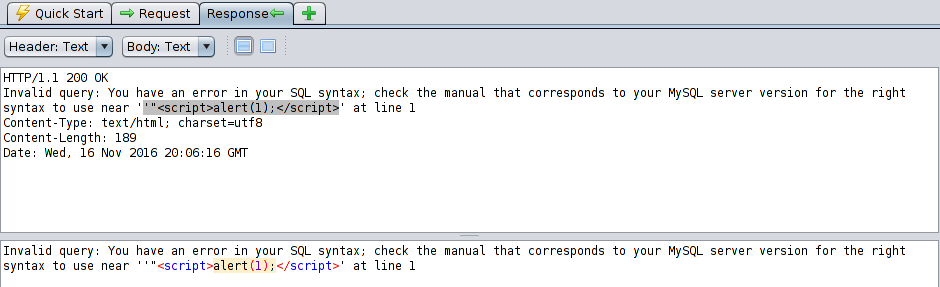 Quick Start Request Response
Header: Text Body: Text
HTTP/1.1 200 OK
Invalid query: You have an error in your SQL syntax; check the manual that corresponds to your MySQL server version for the right
syntax to use near ''"<script>alert(1);</script>' at line 1
Content-Type: text/html; charset=utf8
Content-Length: 189
Date: Wed, 16 Nov 2016 20:06:16 GMT
Invalid query: You have an error in your SQL syntax; check the manual that corresponds to your MySQL server version for the right
syntax to use near ''"<script>alert(1);</script>' at line 1